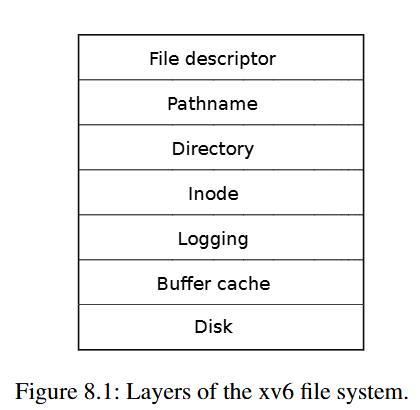 File descriptor
Pathname
Directory
Inode
Logging
Buffer cache
Disk
Figure 8.1: Layers of the xv6 file system.